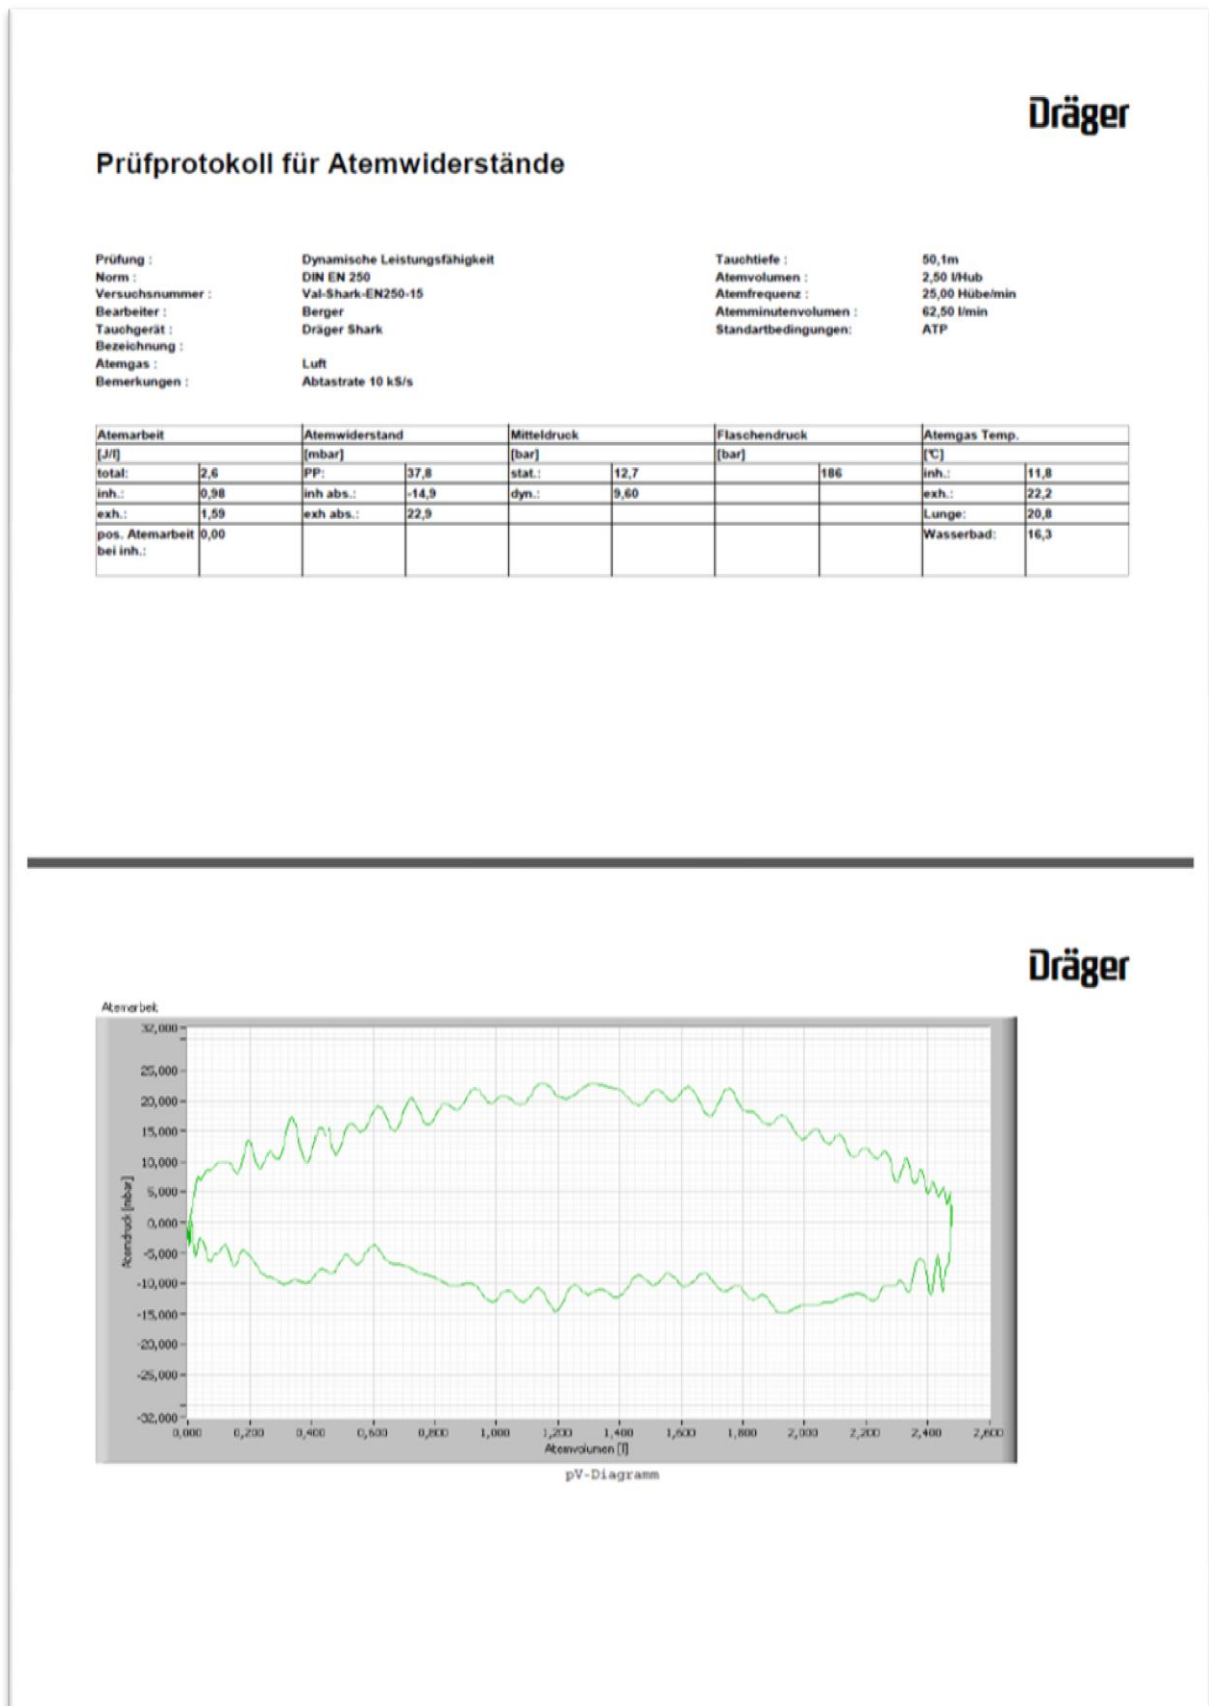 Dräger
Prüfprotokoll für Atemwiderstände
Prüfung : Dynamische Leistungsfähigkeit Tauchtiefe : 50,1m
Norm : DIN EN 250 Atemvolumen : 2,50 l/Hub
Versuchsnummer : Val-Shark-EN250-15 Atemfrequenz : 25,00 Hübe/min
Bearbeiter : Berger Atemminutenvolumen : 62,50 l/min
Tauchgerät : Dräger Shark Standartbedingungen: ATP
Bezeichnung :
Atemgas : Luft
Bemerkungen : Abtastrate 10 kS/s
Atemarbeit Atemwiderstand Mitteldruck Flaschendruck Atemgas Temp.
[J/l] [mbar] [bar] [bar] [°C]
total: 2,6 PP: 37,8 stat.: 12,7 186 inh.: 11,8
inh.: 0,98 inh abs.: -14,9 dyn.: 9,60 exh.: 22,2
exh.: 1,59 exh abs.: 22,9 Lunge: 20,8
pos. Atemarbeit 0,00 Wasserbad: 16,3
bei inh.:
Dräger
Atemarbeit
32,000
25,000
20,000
15,000
10,000
5,000
0,000
-5,000
-10,000
-15,000
-20,000
-25,000
-32,000
Atemdruck [mbar]
0,000 0,200 0,400 0,600 0,800 1,000 1,200 1,400 1,600 1,800 2,000 2,200 2,400 2,600
Atemvolumen [l]
pV-Diagramm